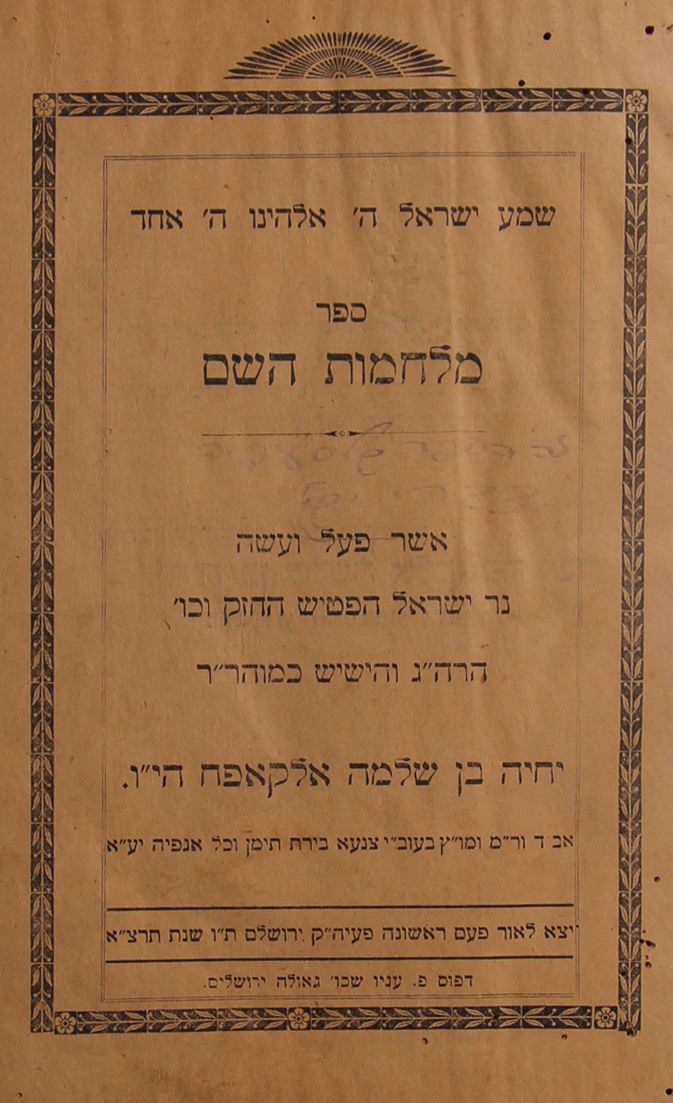 שמע ישראל ה׳ אלהינו ה׳ אחד
ספר
מלחמות השם
אשר פעל ועשה
נר ישראל הפטיש החזק וכו׳
הרה״ג והישיש כמוהר״ר
יחיה בן שלמה אלקאפח הי״ו.
אב ד ור״מ ומו״ץ בעוב״י צנעא בירת תימן וכל אנפיה יע״א
יצא לאור פעם ראשונה פעיה״ק ירושלם ת״ו שנת תרצ״א
דפוס פ. עניו שכו׳ גאולה ירושלים.